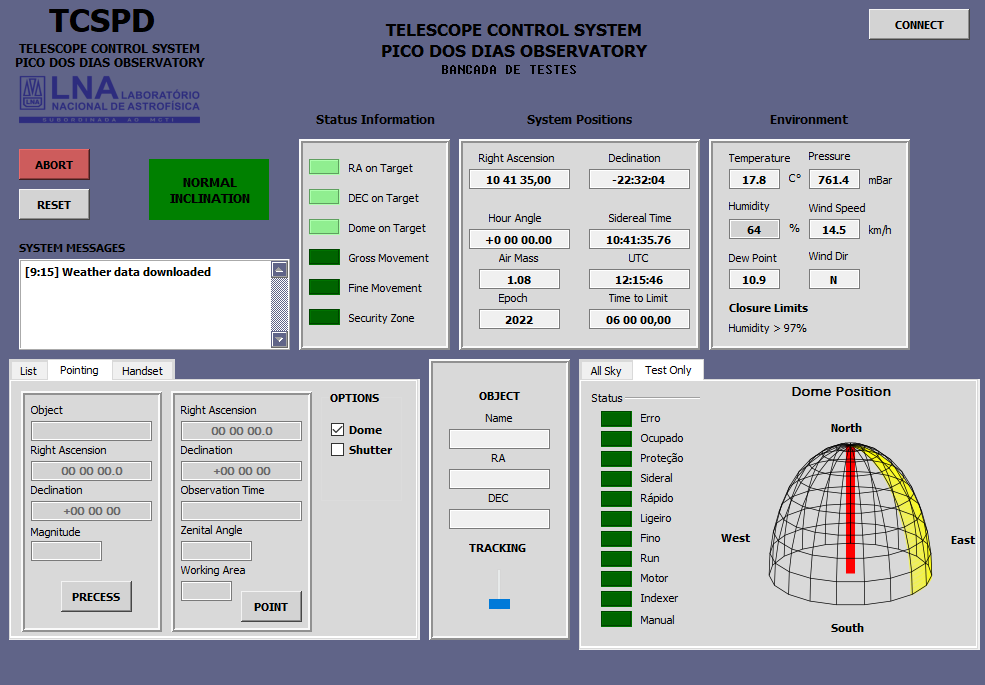 TCSPD
TELESCOPE CONTROL SYSTEM
PICO DOS DIAS OBSERVATORY
LNA LABORATÓRIO
NACIONAL DE ASTROFÍSICA
LNA
SUBORDINADA AO MCTI
TELESCOPE CONTROL SYSTEM
PICO DOS DIAS OBSERVATORY
BANCADA DE TESTES
CONNECT
ABORT
RESET
NORMAL
INCLINATION
SYSTEM MESSAGES
[9:15] Weather data downloaded
Status Information
RA on Target
DEC on Target
Dome on Target
Gross Movement
Fine Movement
Security Zone
System Positions
Right Ascension Declination
10 41 35,00 -22:32:04
Hour Angle Sidereal Time
+0 00 00.00 10:41:35.76
Air Mass UTC
1.08 12:15:46
Epoch Time to Limit
2022 06 00 00,00
Environment
Temperature Pressure
17.8 C° 761.4 mBar
Humidity Wind Speed
64 % 14.5 km/h
Dew Point Wind Dir
10.9 N
Closure Limits
Humidity > 97%
List Pointing Handset
Object
Right Ascension
00 00 00.0
Declination
+00 00 00
Magnitude
PRECESS
Right Ascension
00 00 00.0
Declination
+00 00 00
Observation Time
Zenital Angle
Working Area
POINT
OPTIONS
Dome
Shutter
OBJECT
Name
RA
DEC
TRACKING
All Sky Test Only
Status
Erro
Ocupado
Proteção
Sideral
Rápido
Ligeiro
Fino
Run
Motor
Indexer
Manual
Dome Position
North
West
East
South